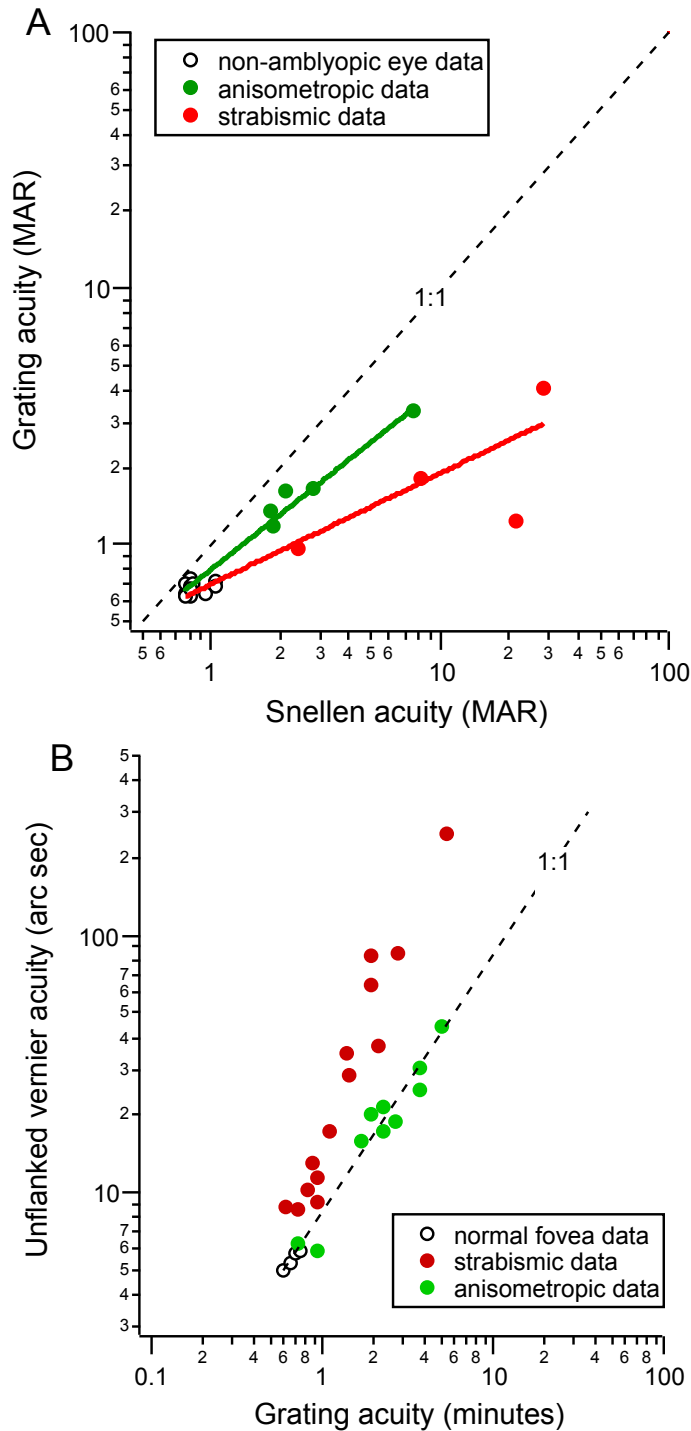 A
100
6
5
4
3
2
10
6
5
4
3
2
1
6
5
Grating acuity (MAR)
non-amblyopic eye data
anisometropic data
strabismic data
1:1
5 6 1 2 3 4 5 6 10 2 3 4 5 6 100
Snellen acuity (MAR)
B
5
4
3
2
100
7
6
5
4
3
2
10
7
6
5
4
3
Unflanked vernier acuity (arc sec)
1:1
normal fovea data
strabismic data
anisometropic data
0.1 2 4 6 8 1 2 4 6 8 10 2 4 6 8 100
Grating acuity (minutes)